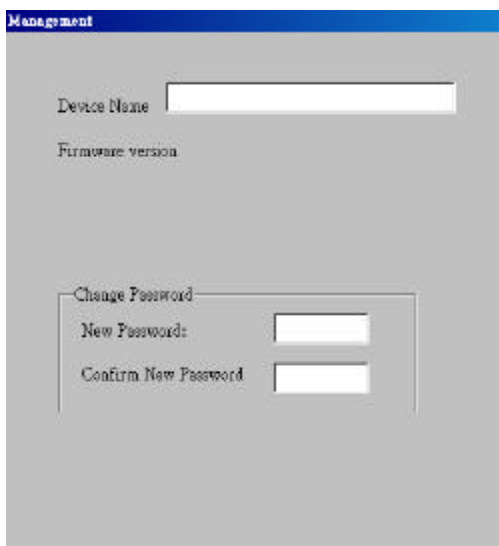 Management
Device Name
Firmware version
Change Password
New Password:
Confirm New Password